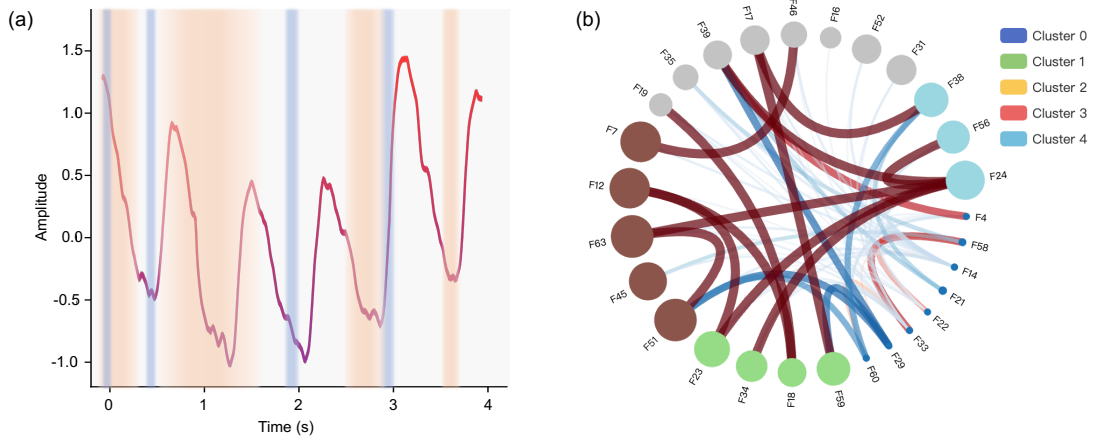 (a)
1.5
1.0
0.5
0.0
-0.5
-1.0
Amplitude
0
1
2
3
4
Time (s)
(b)
F46
F16
F52
F31
F38
F56
F24
F4
F58
F14
F21
F22
F33
F29
F60
F59
F18
F34
F23
F51
F45
F63
F12
F7
F19
F35
F39
F17
Cluster 0
Cluster 1
Cluster 2
Cluster 3
Cluster 4